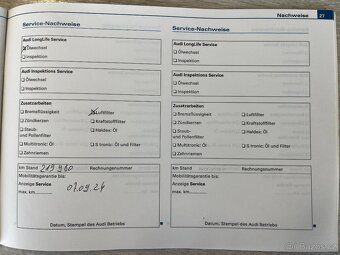 Nachweise 27
Service-Nachweise
Audi LongLife Service
Ölwechsel
Inspektion
Audi Inspektions Service
Ölwechsel
Inspektion
Zusatzarbeiten
Bremsflüssigkeit
Luftfilter
Zündkerzen
Kraftstofffilter
Staub- und Pollenfilter
Haldex: Öl
Multitronic: Öl
S tronic: Öl und Filter
Zahnriemen
km Stand 219 980 Rechnungsnummer
Mobilitätsgarantie bis:
Anzeige Service 01.09.24
max. km
Datum, Stempel des Audi Betriebs
Service-Nachweise
Audi LongLife Service
Ölwechsel
Inspektion
Audi Inspektions Service
Ölwechsel
Inspektion
Zusatzarbeiten
Bremsflüssigkeit
Luftfilter
Zündkerzen
Kraftstofffilter
Staub- und Pollenfilter
Haldex: Öl
Multitronic: Öl
S tronic: Öl und Filter
Zahnriemen
km Stand Rechnungsnummer
Mobilitätsgarantie bis:
Anzeige Service
max. km
Datum, Stempel des Audi Betriebs